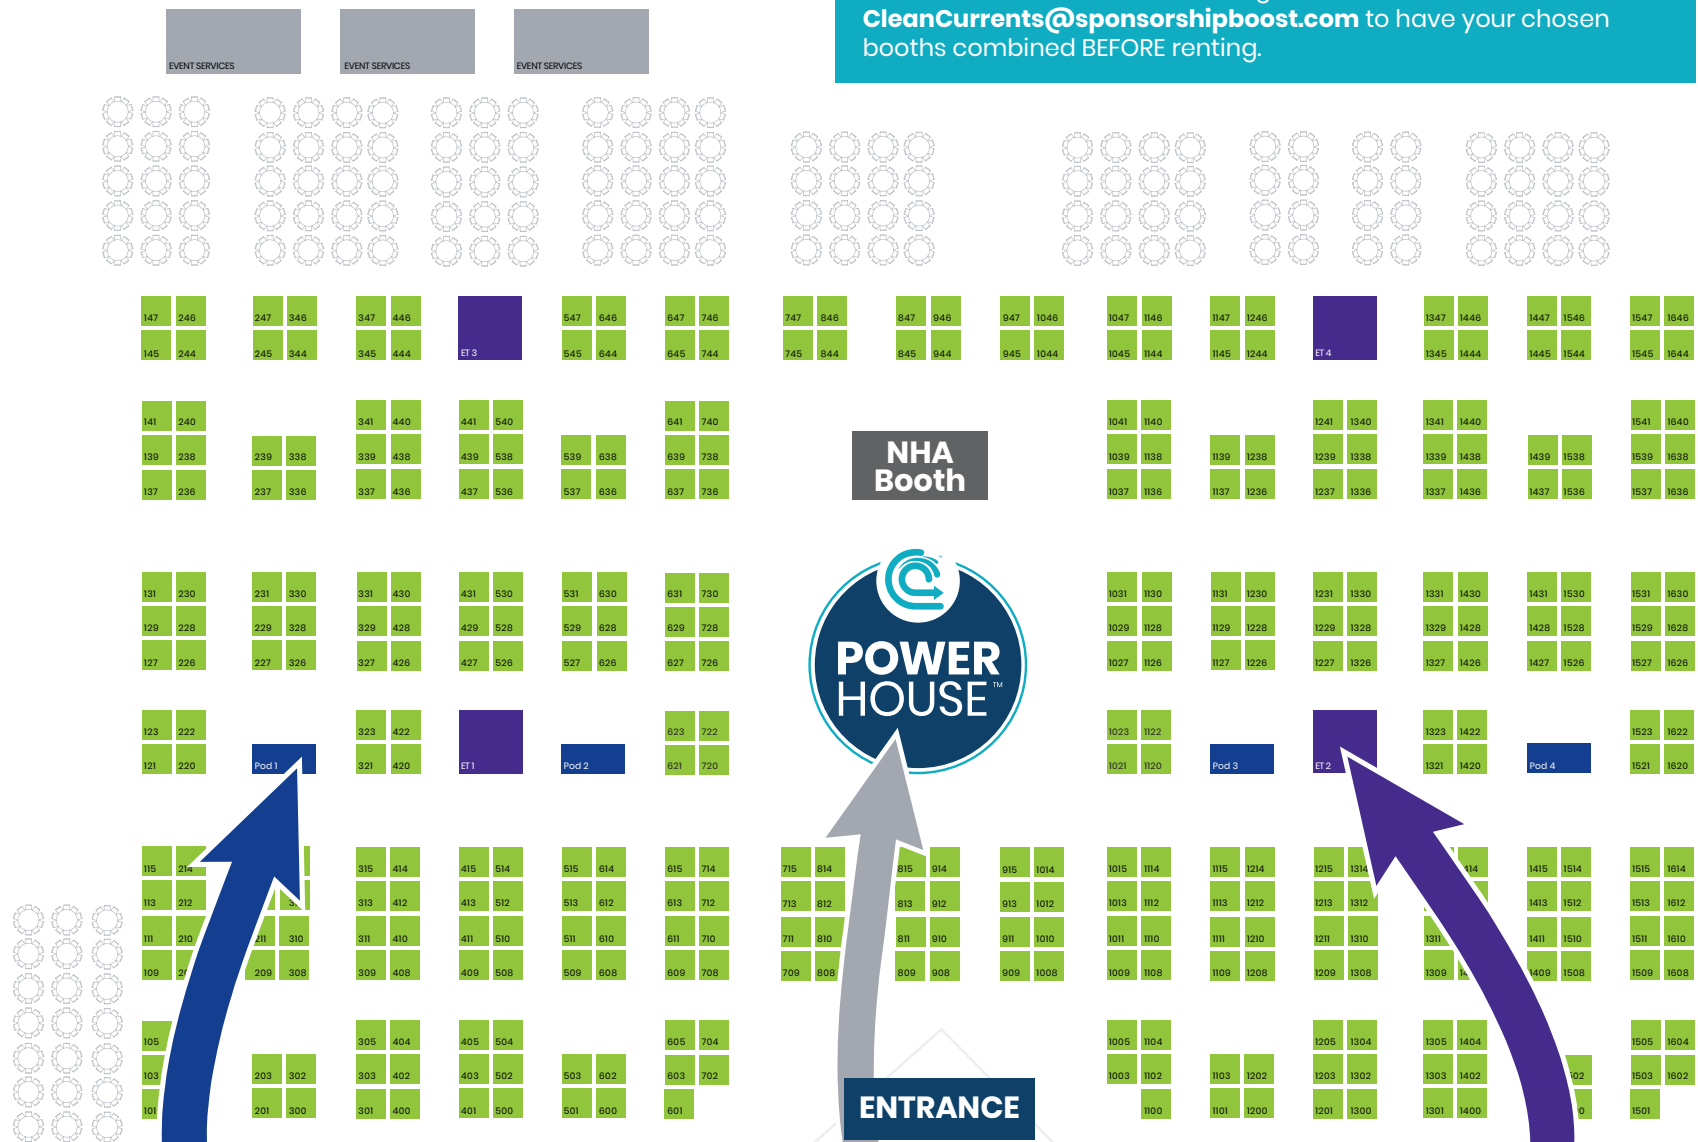 CleanCurrents@sponsorshipboost.com to have your chosen
booths combined BEFORE renting.
EVENT SERVICES EVENT SERVICES EVENT SERVICES
147 246 247 346 347 446 547 646 647 746 747 846 847 946 947 1046 1047 1146 1147 1246 1347 1446 1447 1546 1547 1646
145 244 245 344 345 444 ET 3 545 644 645 744 745 844 845 944 945 1044 1045 1144 1145 1244 ET 4 1345 1444 1445 1544 1545 1644
141 240 341 440 441 540 641 740 1041 1140 1241 1340 1341 1440 1541 1640
139 238 239 338 339 438 439 538 539 638 639 738 1039 1138 1139 1238 1239 1338 1339 1438 1439 1538 1539 1638
137 236 237 336 337 436 437 536 537 636 637 736 1037 1136 1137 1236 1237 1336 1337 1436 1437 1536 1537 1636
NHA
Booth
131 230 231 330 331 430 431 530 531 630 631 730 1031 1130 1131 1230 1231 1330 1331 1430 1431 1530 1531 1630
129 228 229 328 329 428 429 528 529 628 629 728 1029 1128 1129 1228 1229 1328 1329 1428 1428 1528 1529 1628
127 226 227 326 327 426 427 526 527 626 627 726 1027 1126 1127 1226 1227 1326 1327 1426 1427 1526 1527 1626
POWER
HOUSE™
123 222 323 422 623 722 1023 1122 1323 1422 1523 1622
121 220 Pod 1 321 420 ET 1 Pod 2 621 720 1021 1120 Pod 3 ET 2 1321 1420 Pod 4 1521 1620
115 214 315 414 415 514 515 614 615 714 715 814 815 914 915 1014 1015 1114 1115 1214 1215 1314 1415 1514 1515 1614
113 212 313 412 413 512 513 612 613 712 713 812 813 912 913 1012 1013 1112 1113 1212 1213 1312 1413 1512 1513 1612
111 210 211 310 311 410 411 510 511 610 611 710 711 810 811 910 911 1010 1011 1110 1111 1210 1211 1310 1311 1411 1510 1511 1610
109 209 308 309 408 409 508 509 608 609 708 709 808 809 908 909 1008 1009 1108 1109 1208 1209 1308 1309 1409 1508 1509 1608
105 305 404 405 504 605 704 1005 1104 1205 1304 1305 1404 1505 1604
103 203 302 303 402 403 502 503 602 603 702 1003 1102 1103 1202 1203 1302 1303 1402 1503 1602
101 201 300 301 400 401 500 501 600 601 1100 1101 1200 1201 1300 1301 1400 1501
ENTRANCE